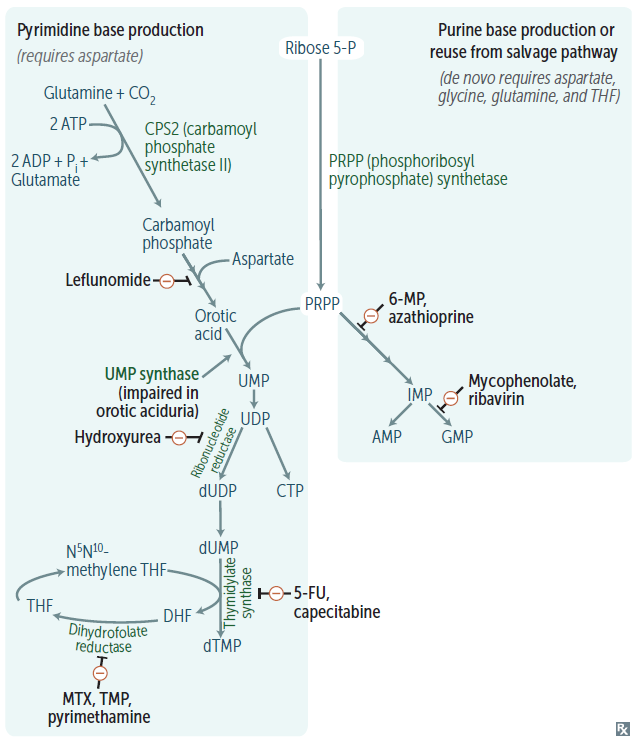 Pyrimidine base production
(requires aspartate)
Glutamine + CO2
2 ATP
2 ADP + Pi +
Glutamate
CPS2 (carbamoyl
phosphate
synthetase II)
Carbamoyl
phosphate
Aspartate
Leflunomide
Orotic
acid
UMP synthase
(impaired in
orotic aciduria)
UMP
UDP
Hydroxyurea
Ribonucleotide
reductase
dUDP
CTP
dUMP
N5N10-
methylene THF
THF
DHF
Thymidylate
synthase
5-FU,
capecitabine
Dihydrofolate
reductase
dTMP
MTX, TMP,
pyrimethamine
Ribose 5-P
PRPP (phosphoribosyl
pyrophosphate) synthetase
PRPP
Purine base production or
reuse from salvage pathway
(de novo requires aspartate,
glycine, glutamine, and THF)
6-MP,
azathioprine
IMP
Mycophenolate,
ribavirin
AMP
GMP
Rx